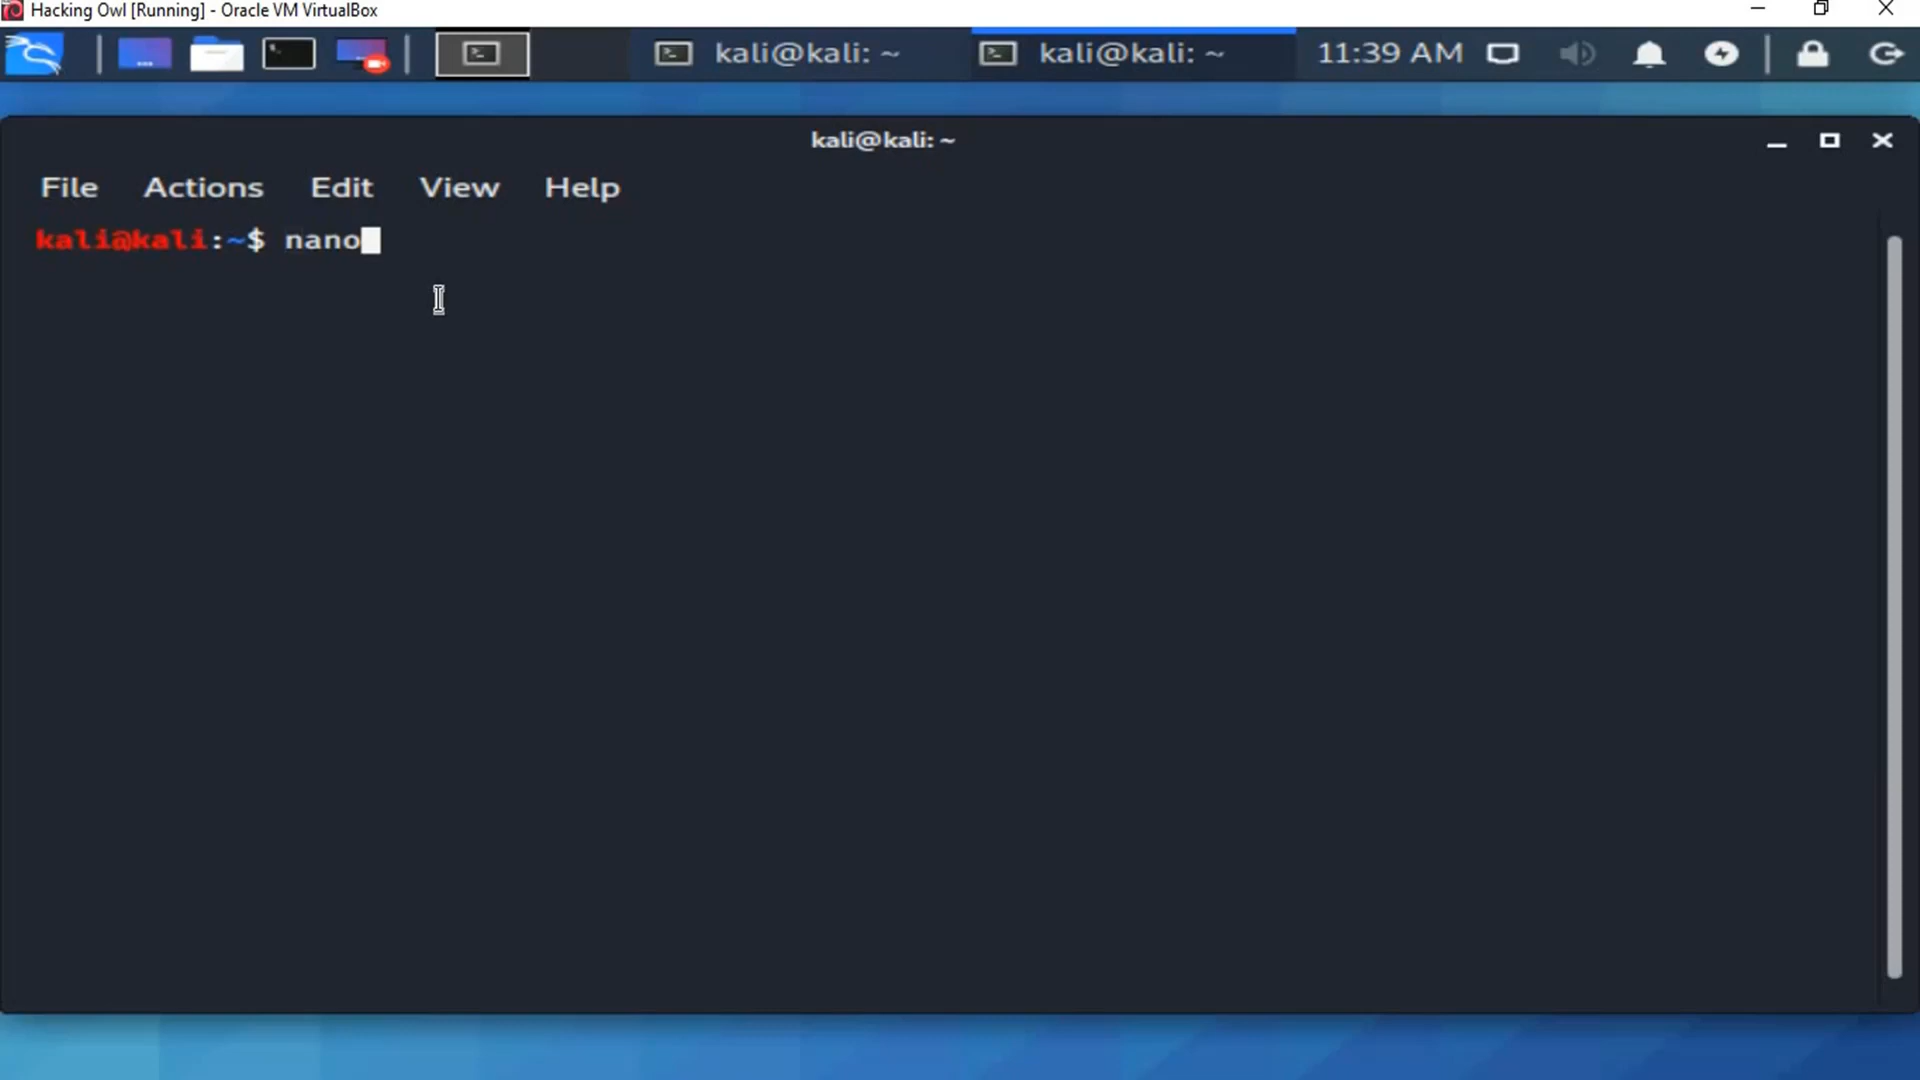 Hacking Owl [Running] - Oracle VM VirtualBox
kali@kali: ~ kali@kali: ~ 11:39 AM
kali@kali: ~
File Actions Edit View Help
kali@kali:~$ nano